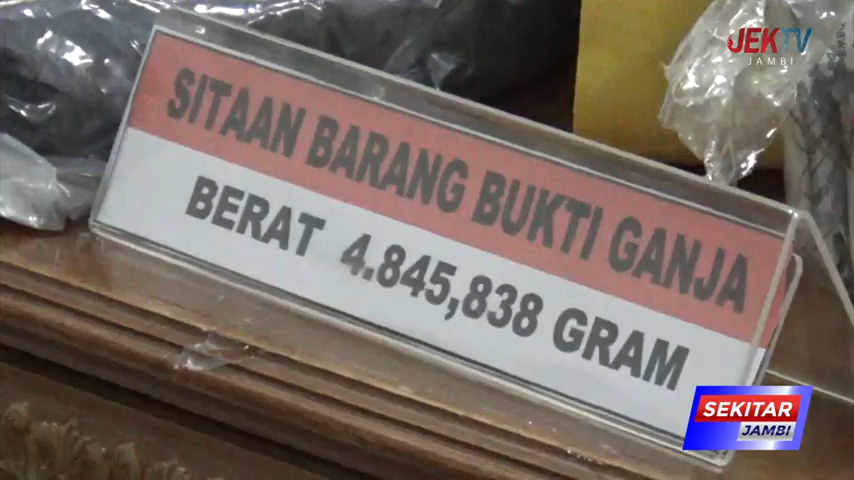 JEKTV
JAMBI
SITAAN BARANG BUKTI GANJA
BERAT 4.845,838 GRAM
SEKITAR
JAMBI